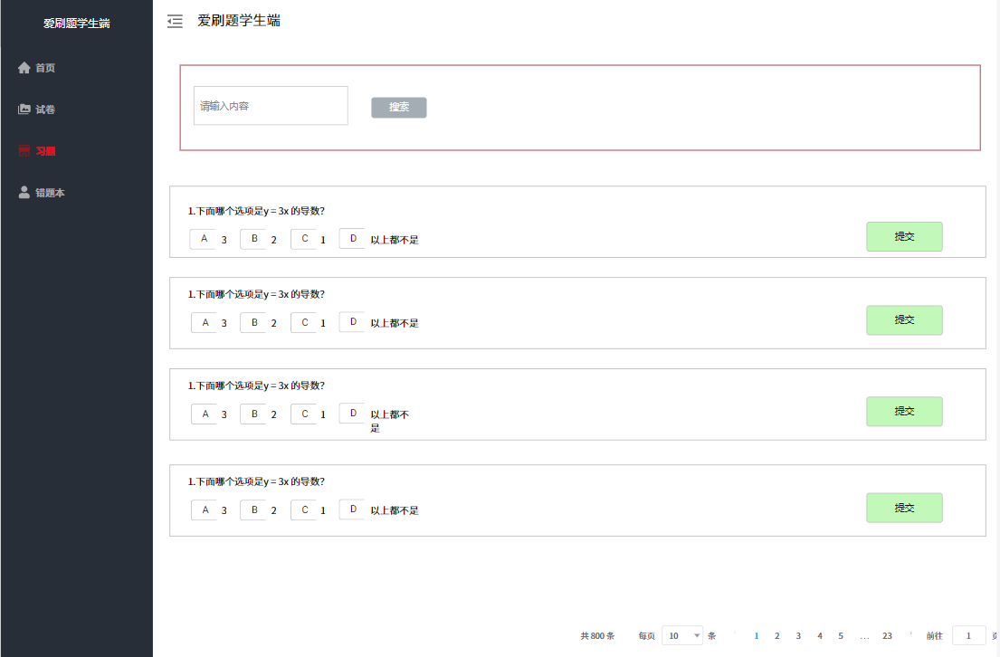 爱刷题学生端
爱刷题学生端
首页
试卷
习题
错题本
请输入内容
搜索
1.下面哪个选项是y = 3x 的导数?
A 3 B 2 C 1 D 以上都不是
提交
1.下面哪个选项是y = 3x 的导数?
A 3 B 2 C 1 D 以上都不是
提交
1.下面哪个选项是y = 3x 的导数?
A 3 B 2 C 1 D 以上都不
是
提交
1.下面哪个选项是y = 3x 的导数?
A 3 B 2 C 1 D 以上都不是
提交
共 800 条 每页 10 条 1 2 3 4 5 ... 23 前往 1